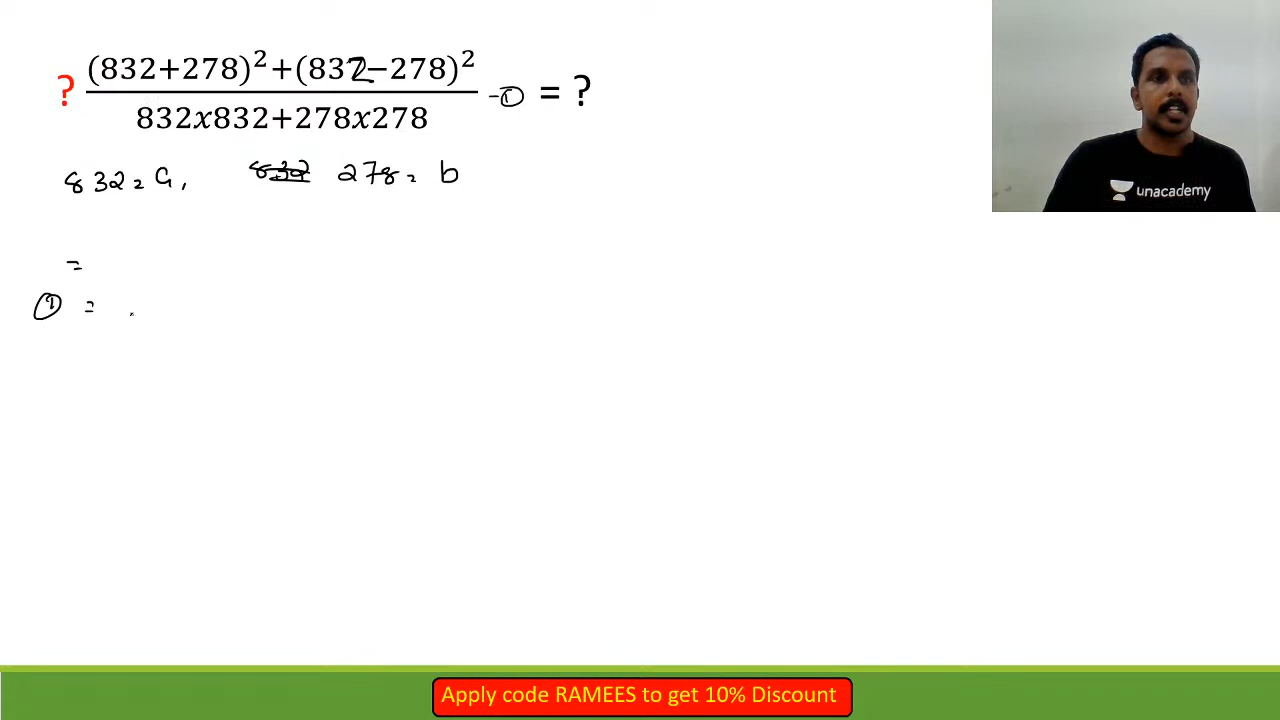 ? (832+278)²+(832−278)² / 832x832+278x278 -① = ?
832 = a, 278 = b
=
① =
unacademy
Apply code RAMEES to get 10% Discount